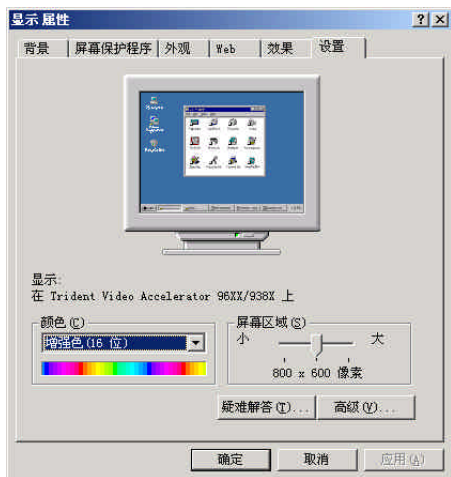 显示 属性
背景 屏幕保护程序 外观 Web 效果 设置
显示:
在 Trident Video Accelerator 96XX/938X 上
颜色(C) 屏幕区域(S)
增强色(16 位) 小 大
800 x 600 像素
疑难解答(T)... 高级(V)...
确定 取消 应用(A)